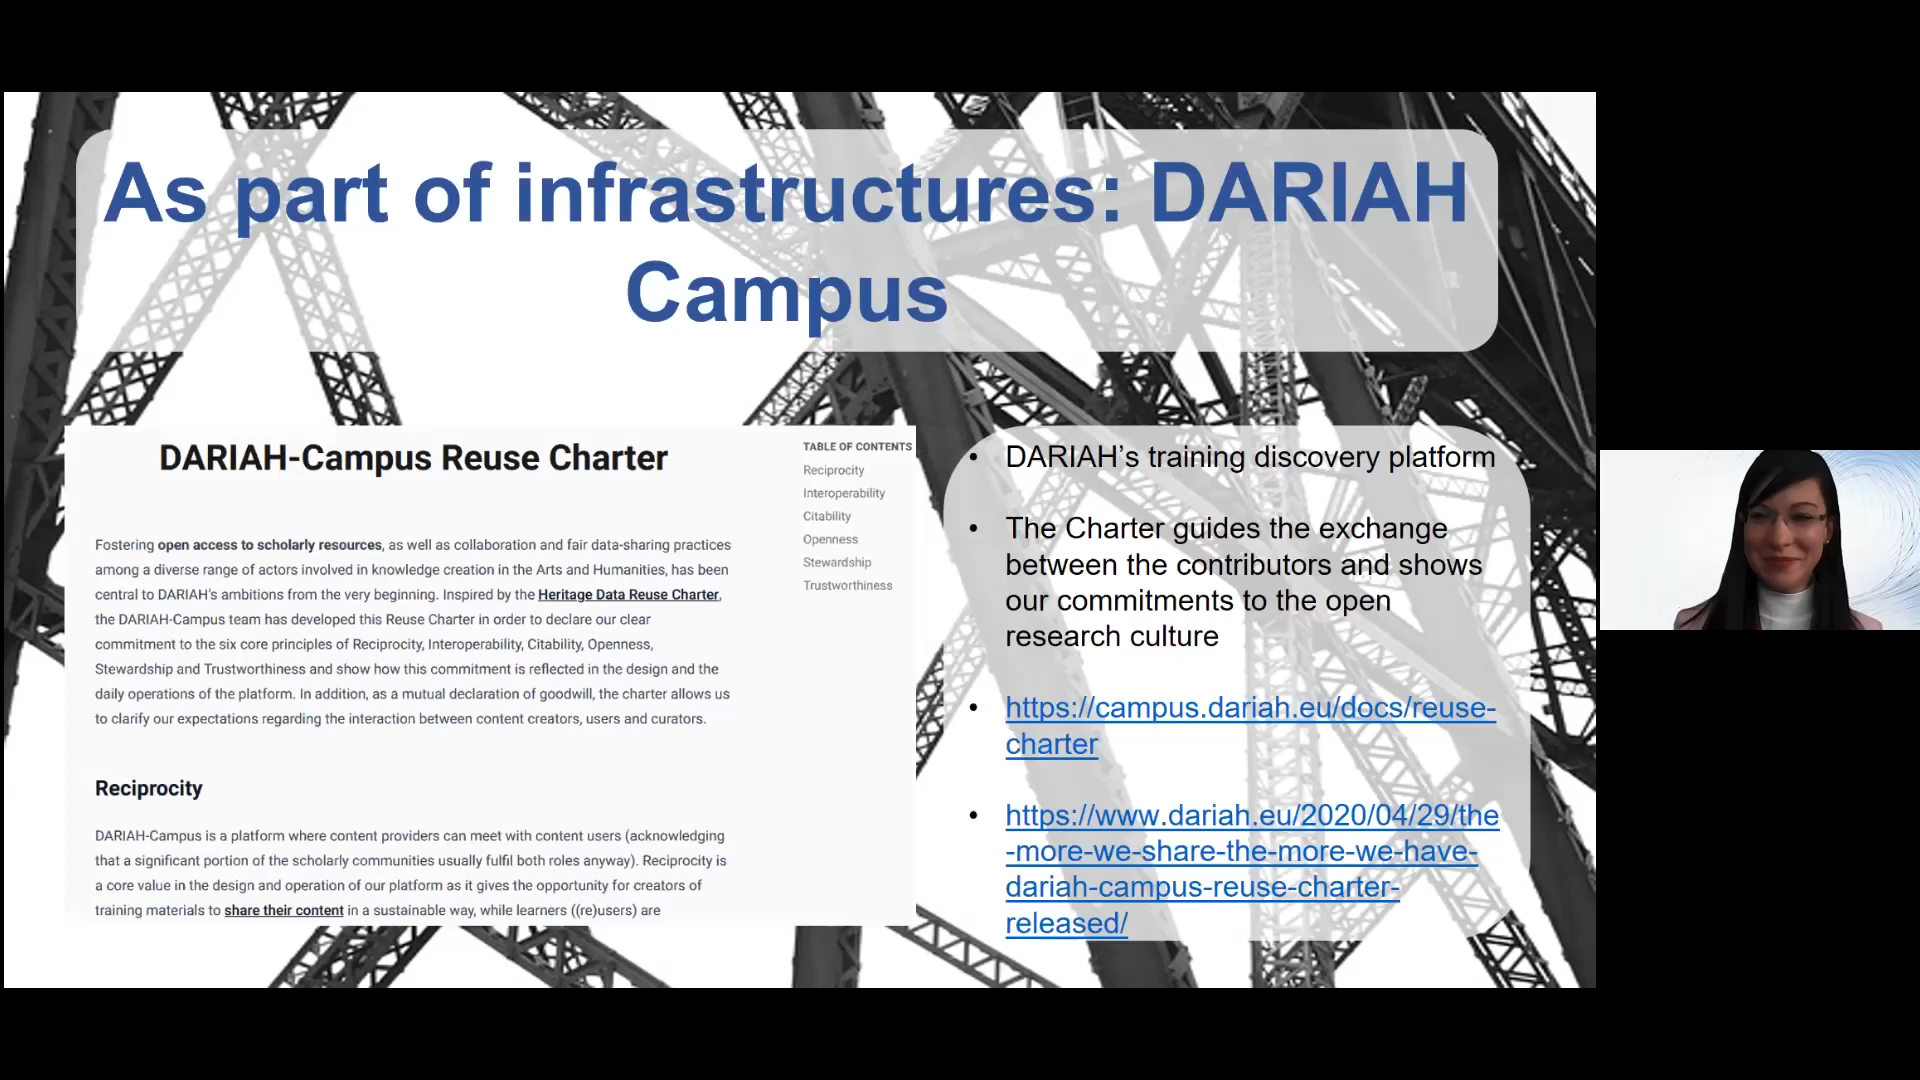 As part of infrastructures: DARIAH
Campus
DARIAH-Campus Reuse Charter
Fostering open access to scholarly resources, as well as collaboration and fair data-sharing practices
among a diverse range of actors involved in knowledge creation in the Arts and Humanities, has been
central to DARIAH's ambitions from the very beginning. Inspired by the Heritage Data Reuse Charter,
the DARIAH-Campus team has developed this Reuse Charter in order to declare our clear
commitment to the six core principles of Reciprocity, Interoperability, Citability, Openness,
Stewardship and Trustworthiness and show how this commitment is reflected in the design and the
daily operations of the platform. In addition, as a mutual declaration of goodwill, the charter allows us
to clarify our expectations regarding the interaction between content creators, users and curators.
Reciprocity
DARIAH-Campus is a platform where content providers can meet with content users (acknowledging
that a significant portion of the scholarly communities usually fulfil both roles anyway). Reciprocity is
a core value in the design and operation of our platform as it gives the opportunity for creators of
training materials to share their content in a sustainable way, while learners ((re)users) are
TABLE OF CONTENTS
Reciprocity
Interoperability
Citability
Openness
Stewardship
Trustworthiness
• DARIAH's training discovery platform
• The Charter guides the exchange
between the contributors and shows
our commitments to the open
research culture
• https://campus.dariah.eu/docs/reuse-
charter
• https://www.dariah.eu/2020/04/29/the
-more-we-share-the-more-we-have-
dariah-campus-reuse-charter-
released/